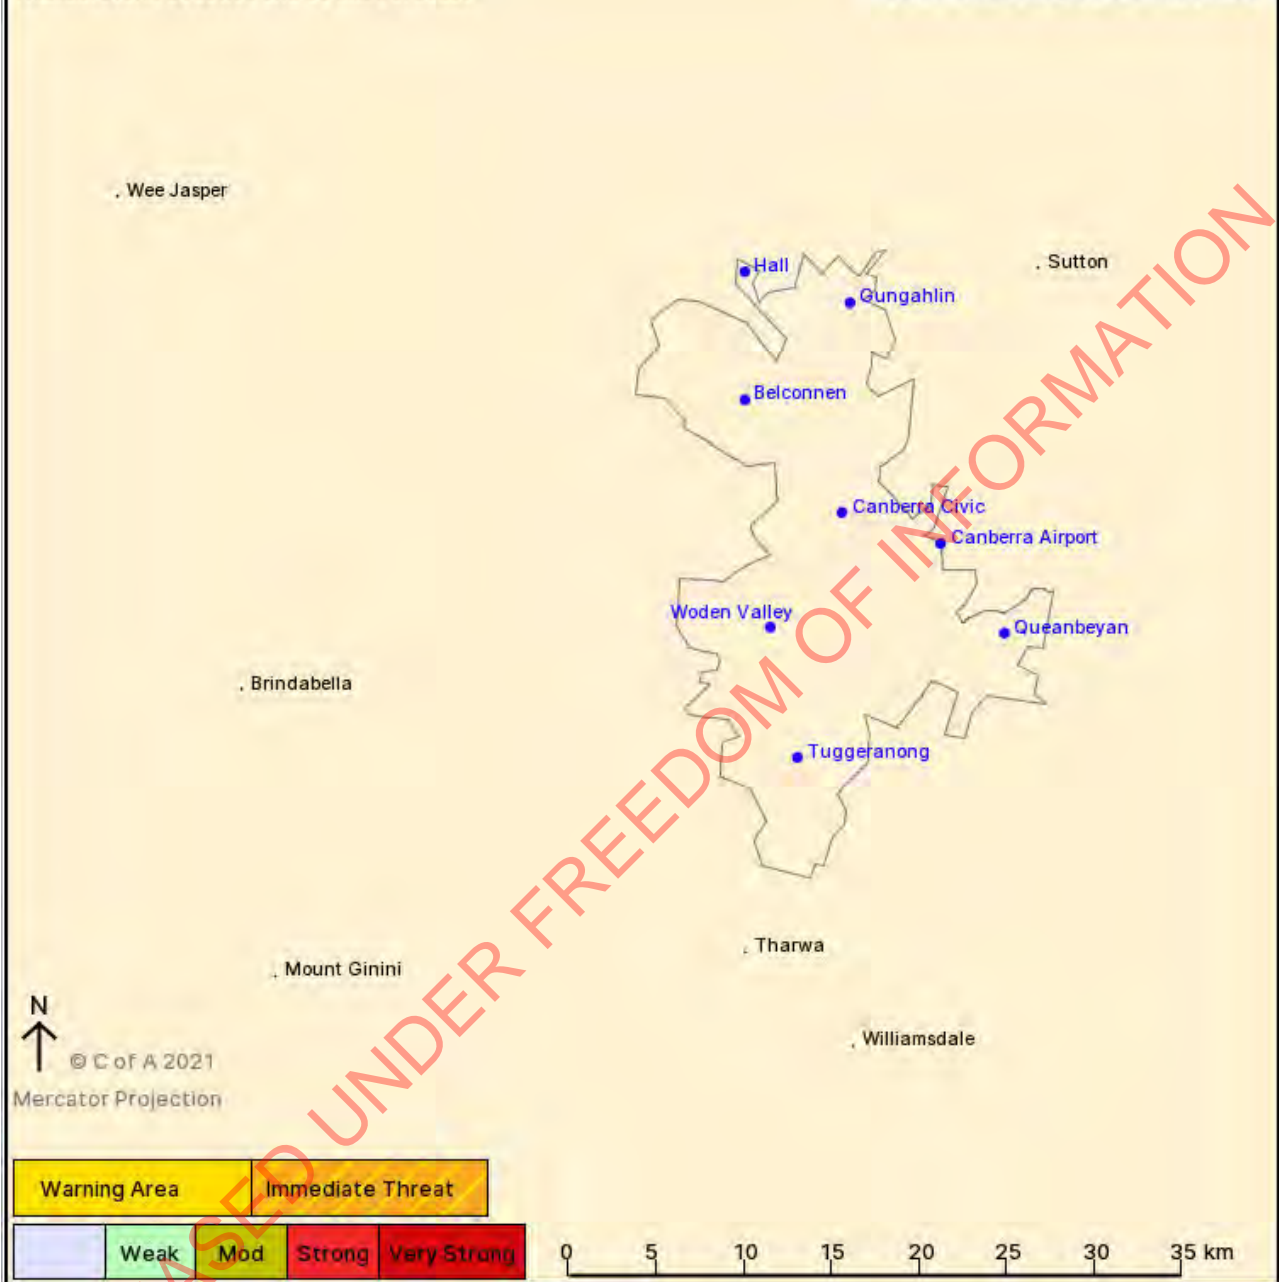 Wee Jasper
Hall
Sutton
Gungahlin
Belconnen
Canberra Civic
Canberra Airport
Woden Valley
Queanbeyan
Brindabella
Tuggeranong
Tharwa
Mount Ginini
N
Williamsdale
© C of A 2021
Mercator Projection
Warning Area Immediate Threat
Weak Mod Strong Very Strong
0 5 10 15 20 25 30 35 km
ASED UNDER FREEDOM OF INFORMATION